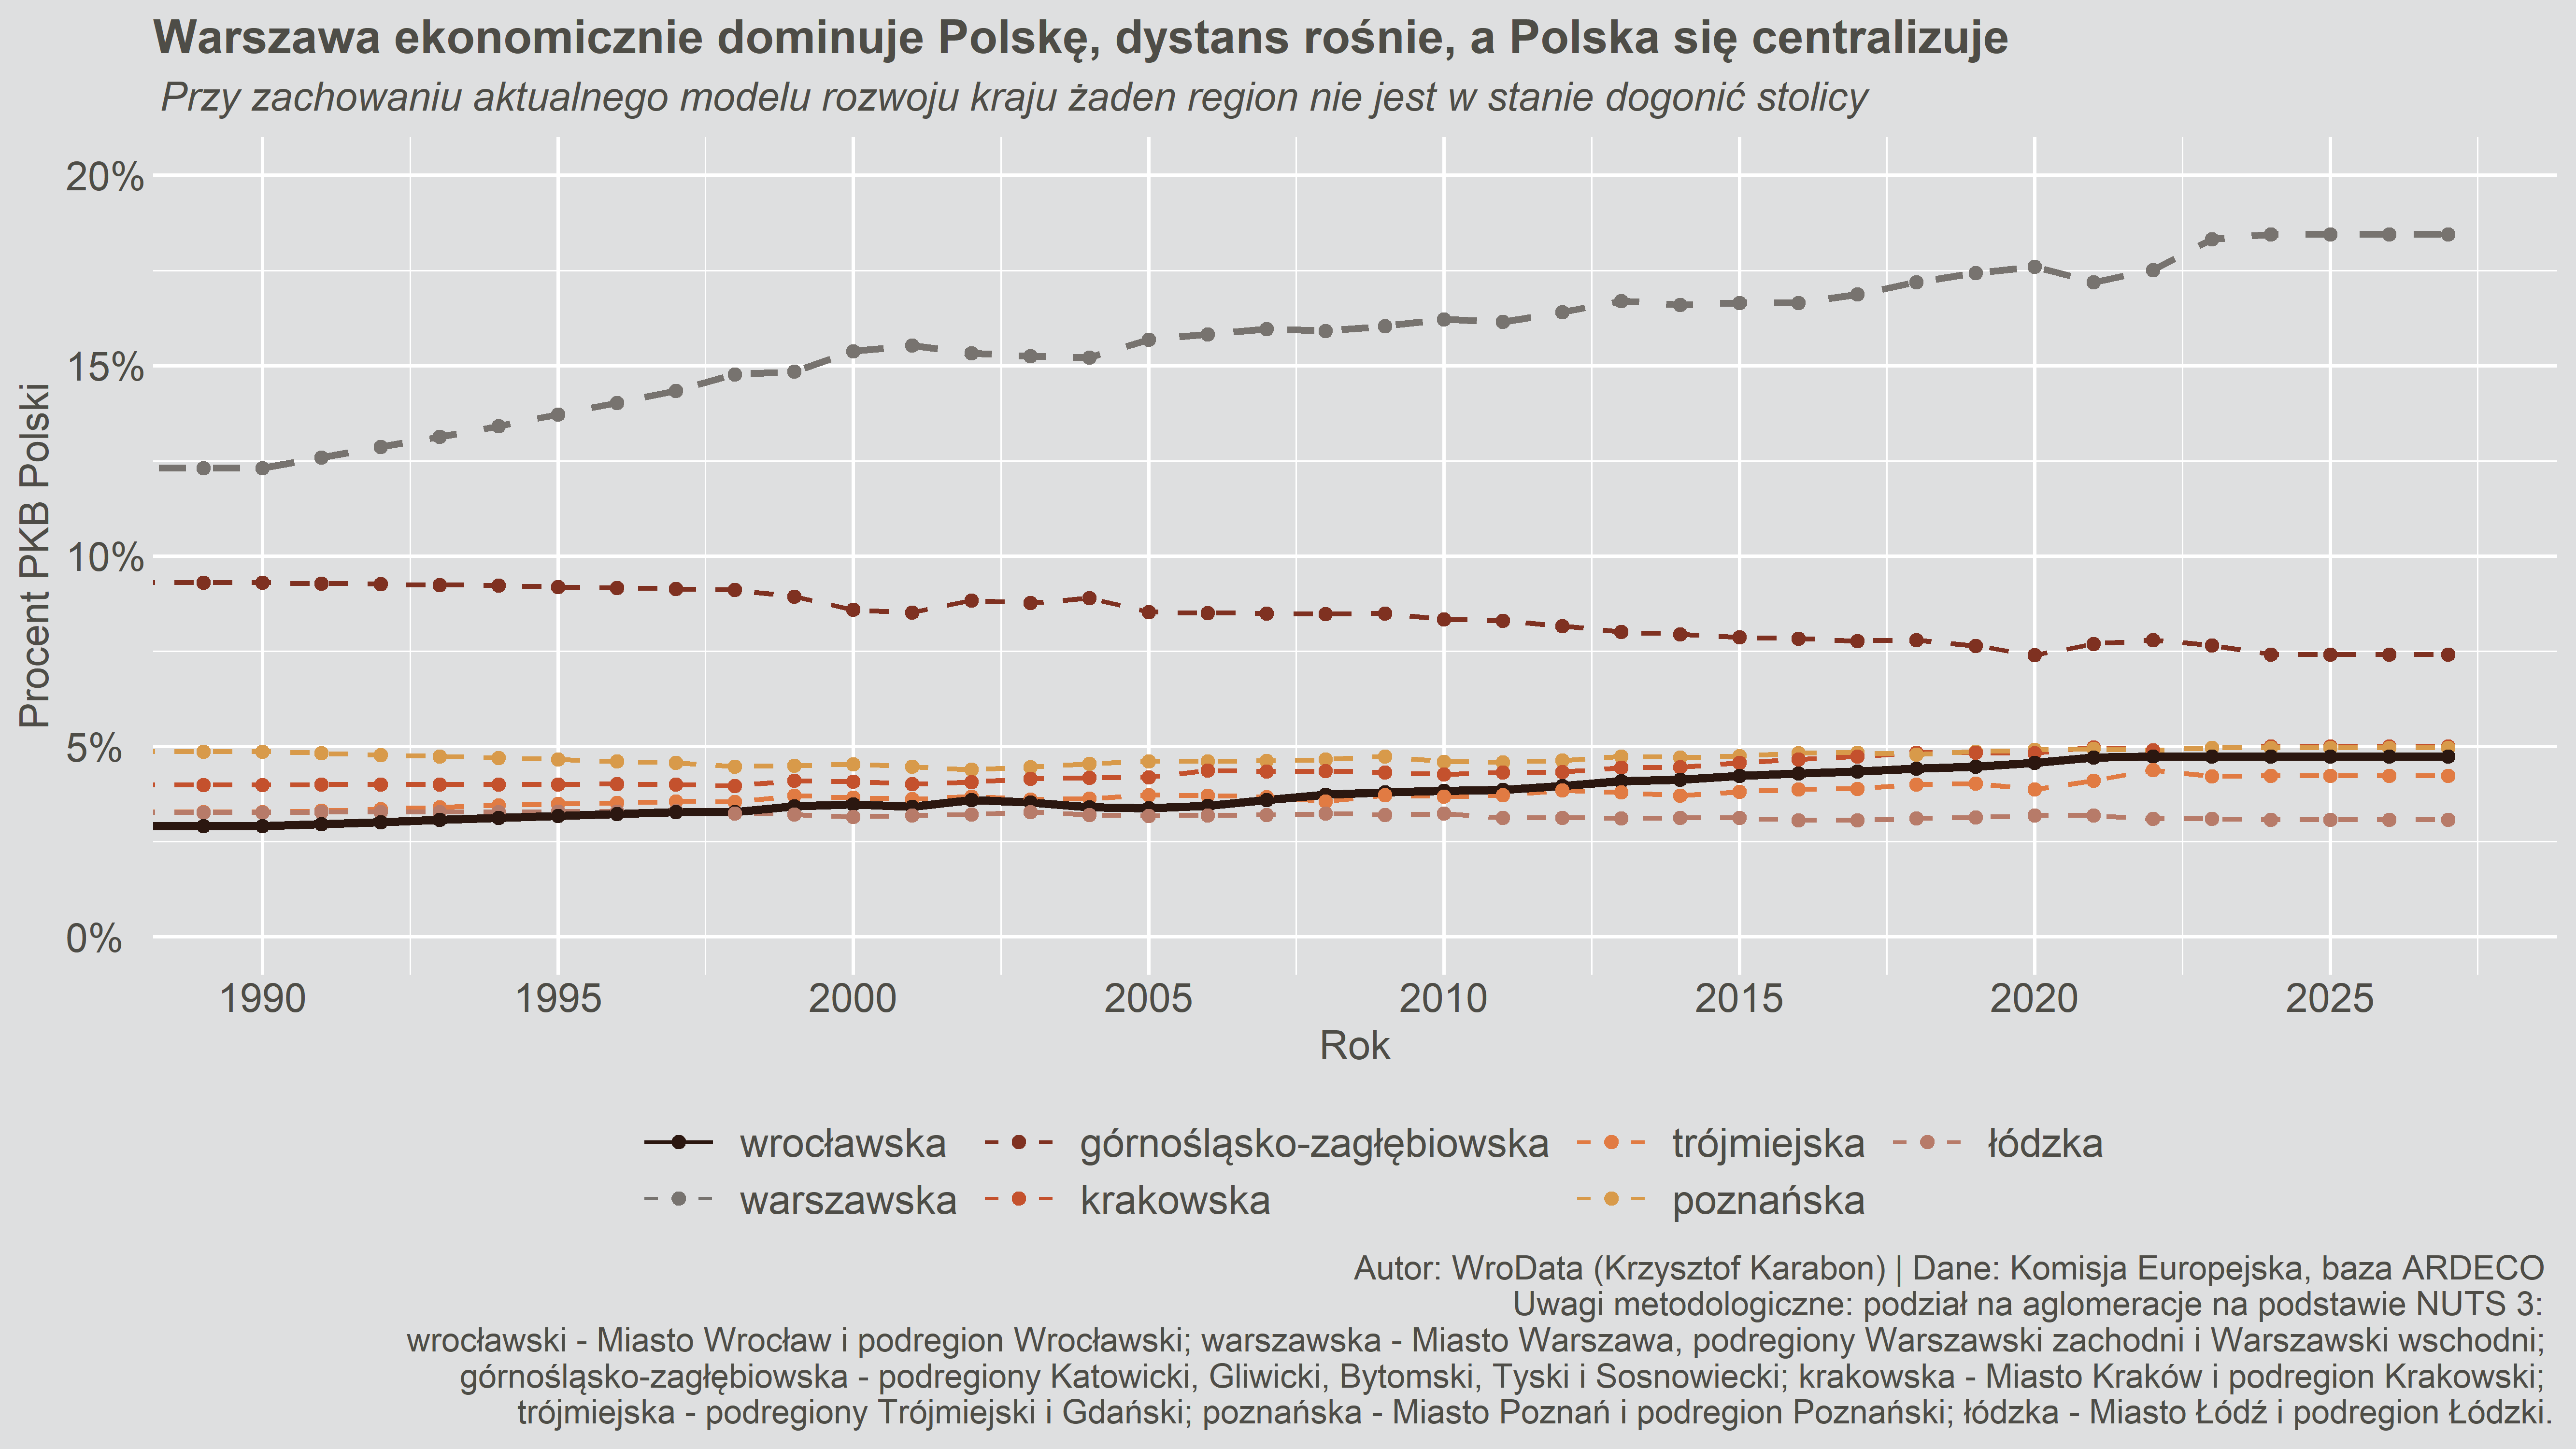 Warszawa ekonomicznie dominuje Polskę, dystans rośnie, a Polska się centralizuje
Przy zachowaniu aktualnego modelu rozwoju kraju żaden region nie jest w stanie dogonić stolicy
Procent PKB Polski
20%
15%
10%
5%
0%
1990 1995 2000 2005 2010 2015 2020 2025
Rok
wrocławska górnośląsko-zagłębiowska trójmiejska łódzka
warszawska krakowska poznańska
Autor: WroData (Krzysztof Karabon) | Dane: Komisja Europejska, baza ARDECO
Uwagi metodologiczne: podział na aglomeracje na podstawie NUTS 3:
wrocławski - Miasto Wrocław i podregion Wrocławski; warszawska - Miasto Warszawa, podregiony Warszawski zachodni i Warszawski wschodni;
górnośląsko-zagłębiowska - podregiony Katowicki, Gliwicki, Bytomski, Tyski i Sosnowiecki; krakowska - Miasto Kraków i podregion Krakowski;
trójmiejska - podregiony Trójmiejski i Gdański; poznańska - Miasto Poznań i podregion Poznański; łódzka - Miasto Łódź i podregion Łódzki.